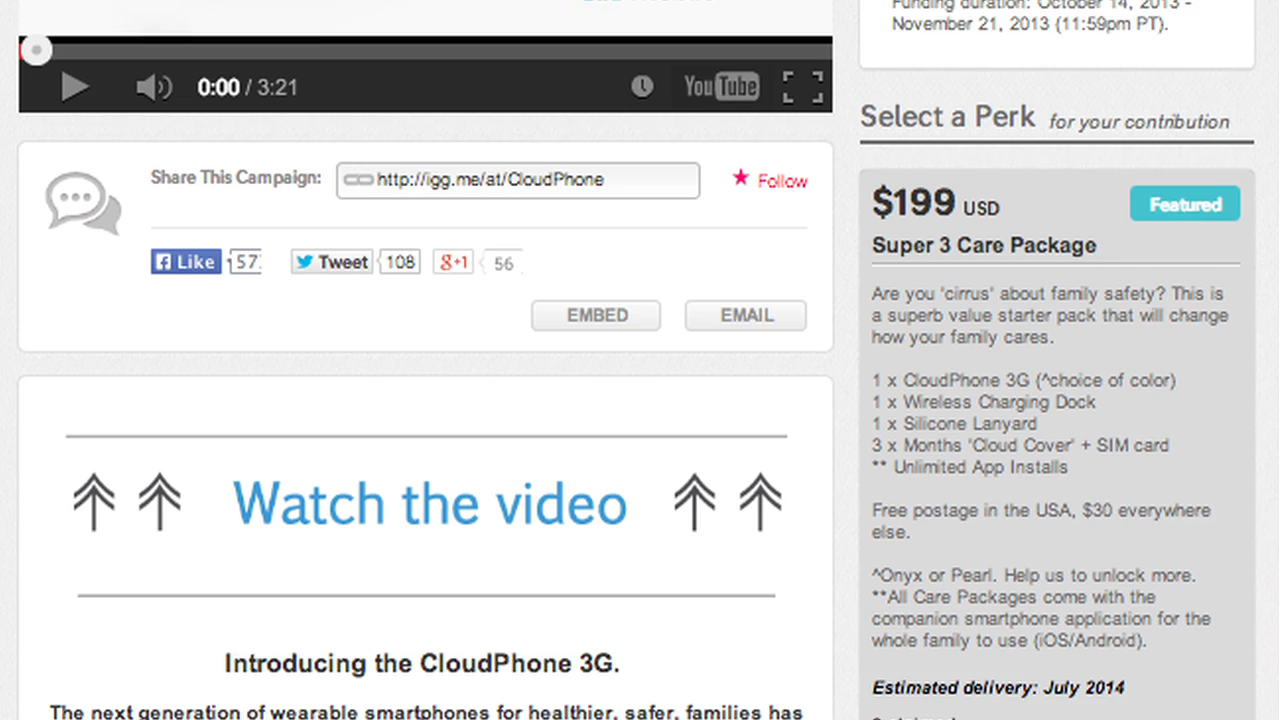 Funding duration: October 14, 2013 -
November 21, 2013 (11:59pm PT).
0:00 / 3:21
YouTube
Share This Campaign:
http://igg.me/at/CloudPhone
★ Follow
Like
57
Tweet
108
g+1
56
EMBED
EMAIL
Watch the video
Introducing the CloudPhone 3G.
The next generation of wearable smartphones for healthier, safer, families has
Select a Perk for your contribution
$199 USD
Featured
Super 3 Care Package
Are you 'cirrus' about family safety? This is
a superb value starter pack that will change
how your family cares.
1 x CloudPhone 3G (^choice of color)
1 x Wireless Charging Dock
1 x Silicone Lanyard
3 x Months 'Cloud Cover' + SIM card
** Unlimited App Installs
Free postage in the USA, $30 everywhere
else.
^Onyx or Pearl. Help us to unlock more.
**All Care Packages come with the
companion smartphone application for the
whole family to use (iOS/Android).
Estimated delivery: July 2014